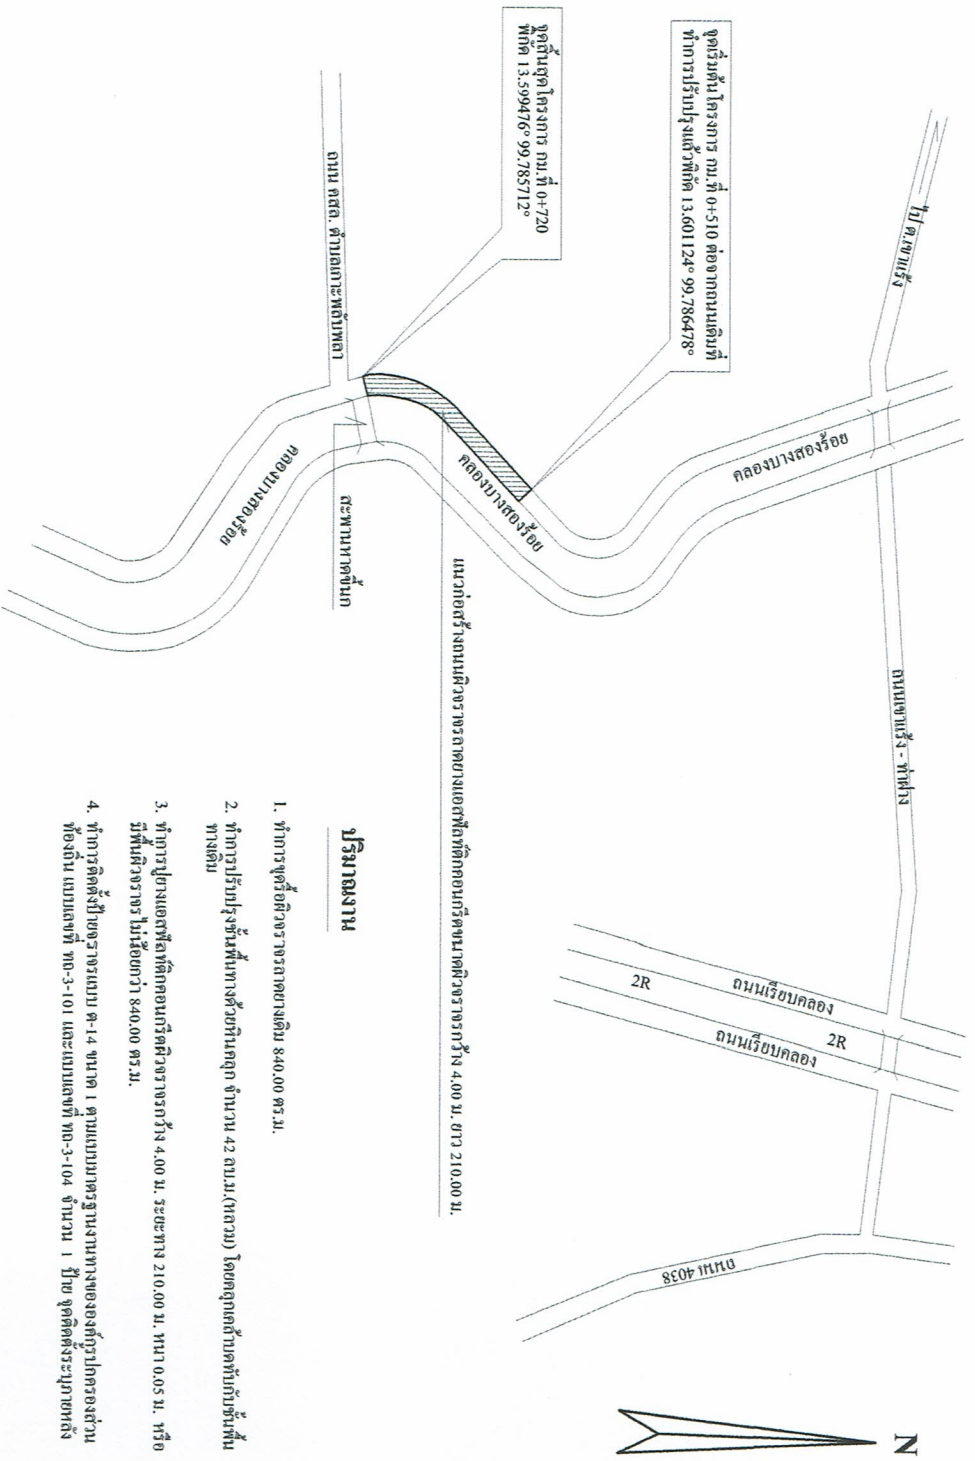 N
ไป ต.เขาแร้ง
ถนนเขาแร้ง - ท่าฝาง
คลองบางสองร้อย
ถนนเรียบคลอง
2R
2R
ถนนเรียบคลอง
ถนน 4038
จุดเริ่มต้นโครงการ กม.ที่ 0+510 ต่อจากถนนเดิมที่
ทำการปรับปรุงแล้วพิกัด 13.601124° 99.786478°
จุดสิ้นสุดโครงการ กม.ที่ 0+720
พิกัด 13.599476° 99.785712°
คลองบางสองร้อย
แนวก่อสร้างถนนผิวจราจรลาดยางแอสฟัลท์ติกคอนกรีตขนาดผิวจราจรกว้าง 4.00 ม. ยาว 210.00 ม.
ถนน คสล. ตำบลเกาะพลับพลา
สะพานหาดขี้นก
คลองบางสองร้อย
ปริมาณงาน
1. ทำการขุดรื้อผิวจราจรลาดยางเดิม 840.00 ตร.ม.
2. ทำการปรับปรุงชั้นพื้นทางด้วยหินคลุก จำนวน 42 ลบ.ม.(หลวม) โดยคลุกเคล้าบดทับกับชั้นพื้น
ทางเดิม
3. ทำการปูยางแอสฟัลท์ติกคอนกรีตผิวจราจรกว้าง 4.00 ม. ระยะทาง 210.00 ม. หนา 0.05 ม. หรือ
มีพื้นผิวจราจรไม่น้อยกว่า 840.00 ตร.ม.
4. ทำการติดตั้งป้ายจราจรแบบ ต-14 ขนาด 1 ตามแบบมาตรฐานงานทางขององค์กรปกครองส่วน
ท้องถิ่น แบบเลขที่ ทถ-3-101 และแบบเลขที่ ทถ-3-104 จำนวน 1 ป้าย จุดติดตั้งระบุภายหลัง